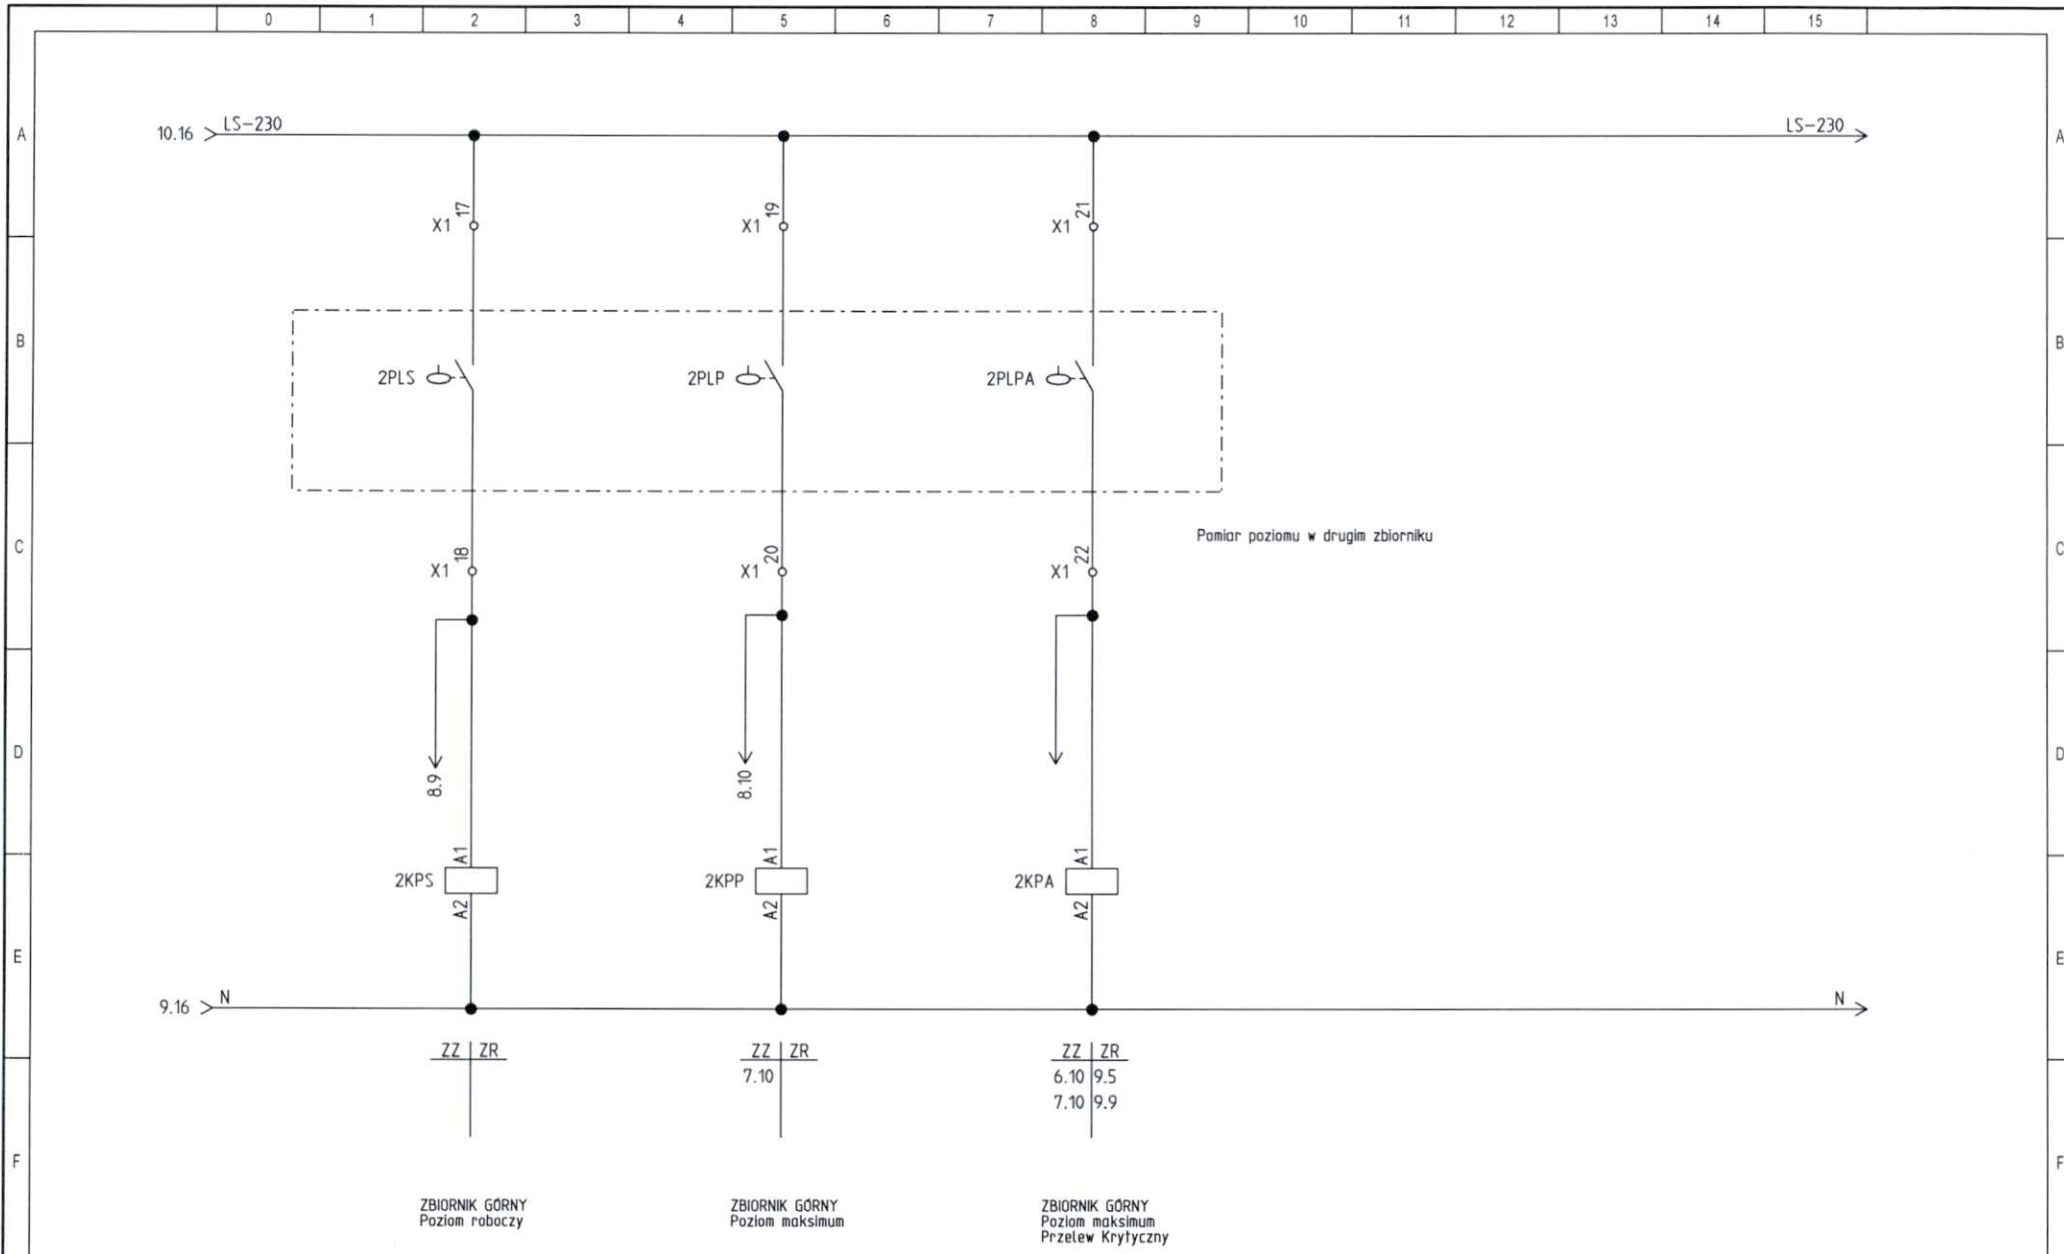 0 1 2 3 4 5 6 7 8 9 10 11 12 13 14 15
A A
10.16 LS-230 LS-230
X1 17 X1 19 X1 21
B B
2PLS 2PLP 2PLPA
Pomiar poziomu w drugim zbiorniku
C C
X1 18 X1 20 X1 22
D D
8.9 8.10
A1 A1 A1
2KPS 2KPP 2KPA
A2 A2 A2
E E
9.16 N N
ZZ ZR ZZ ZR ZZ ZR
7.10 6.10 9.5
7.10 9.9
F F
ZBIORNIK GÓRNY
Poziom roboczy
ZBIORNIK GÓRNY
Poziom maksimum
ZBIORNIK GÓRNY
Poziom maksimum
Przelew Krytyczny